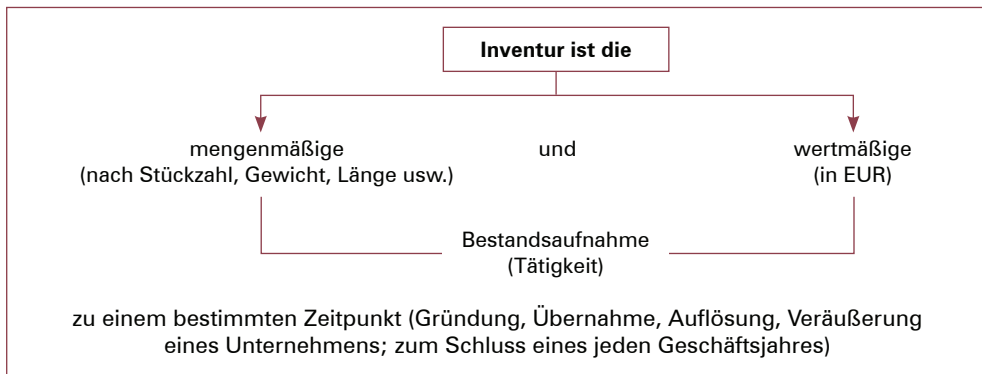 Inventur ist die
mengenmäßige und wertmäßige
(nach Stückzahl, Gewicht, Länge usw.) (in EUR)
Bestandsaufnahme
(Tätigkeit)
zu einem bestimmten Zeitpunkt (Gründung, Übernahme, Auflösung, Veräußerung
eines Unternehmens; zum Schluss eines jeden Geschäftsjahres)